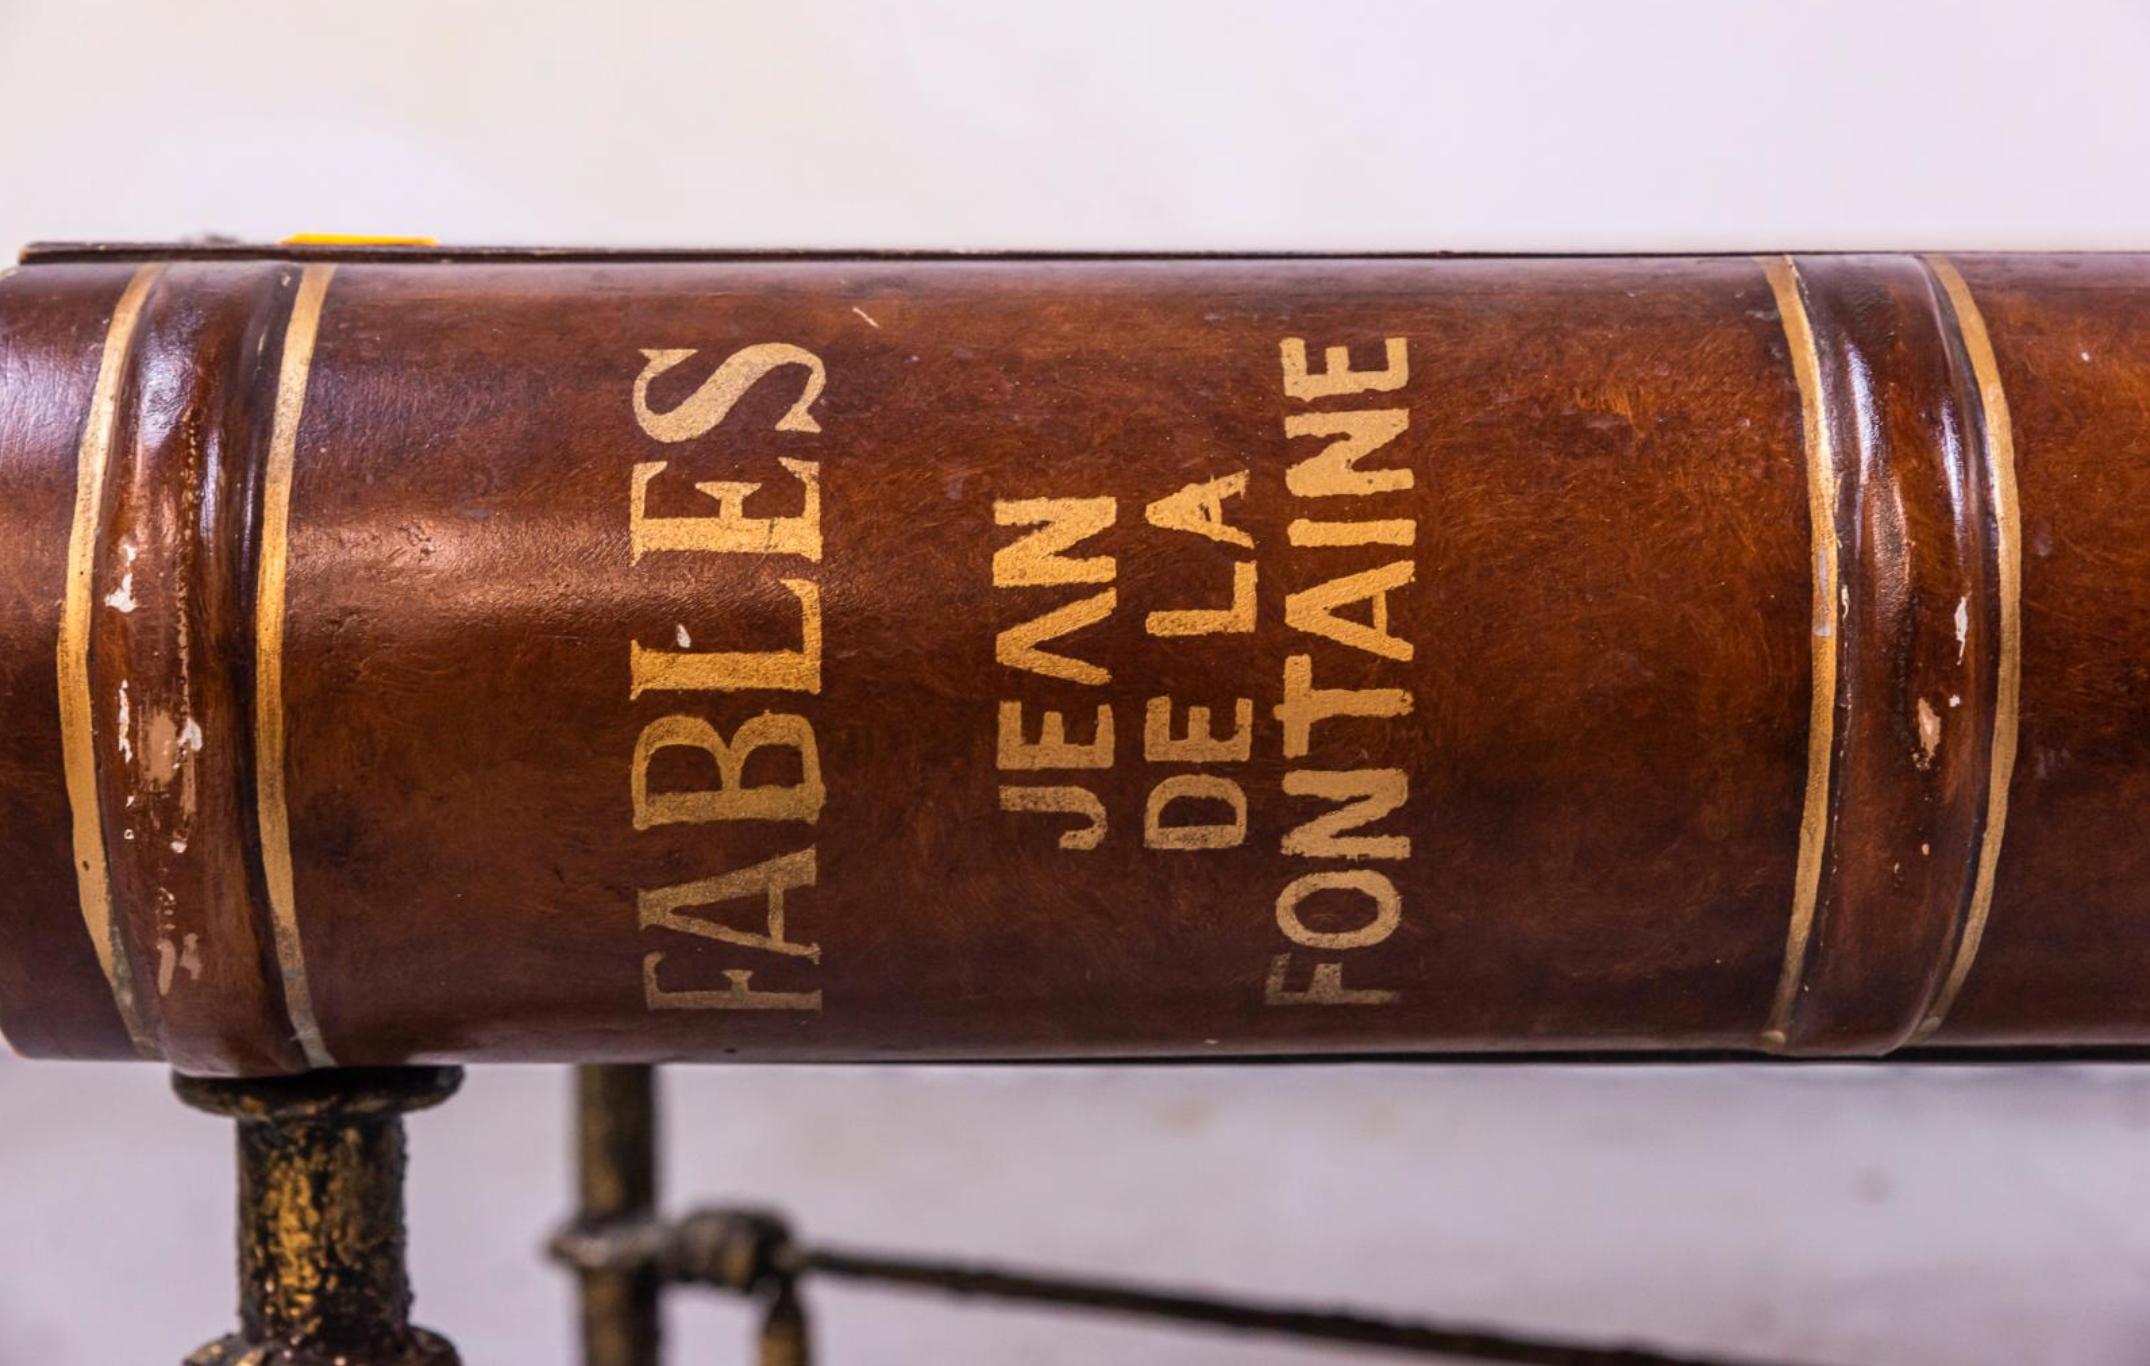 FABLES
JEAN
DE LA
FONTAINE